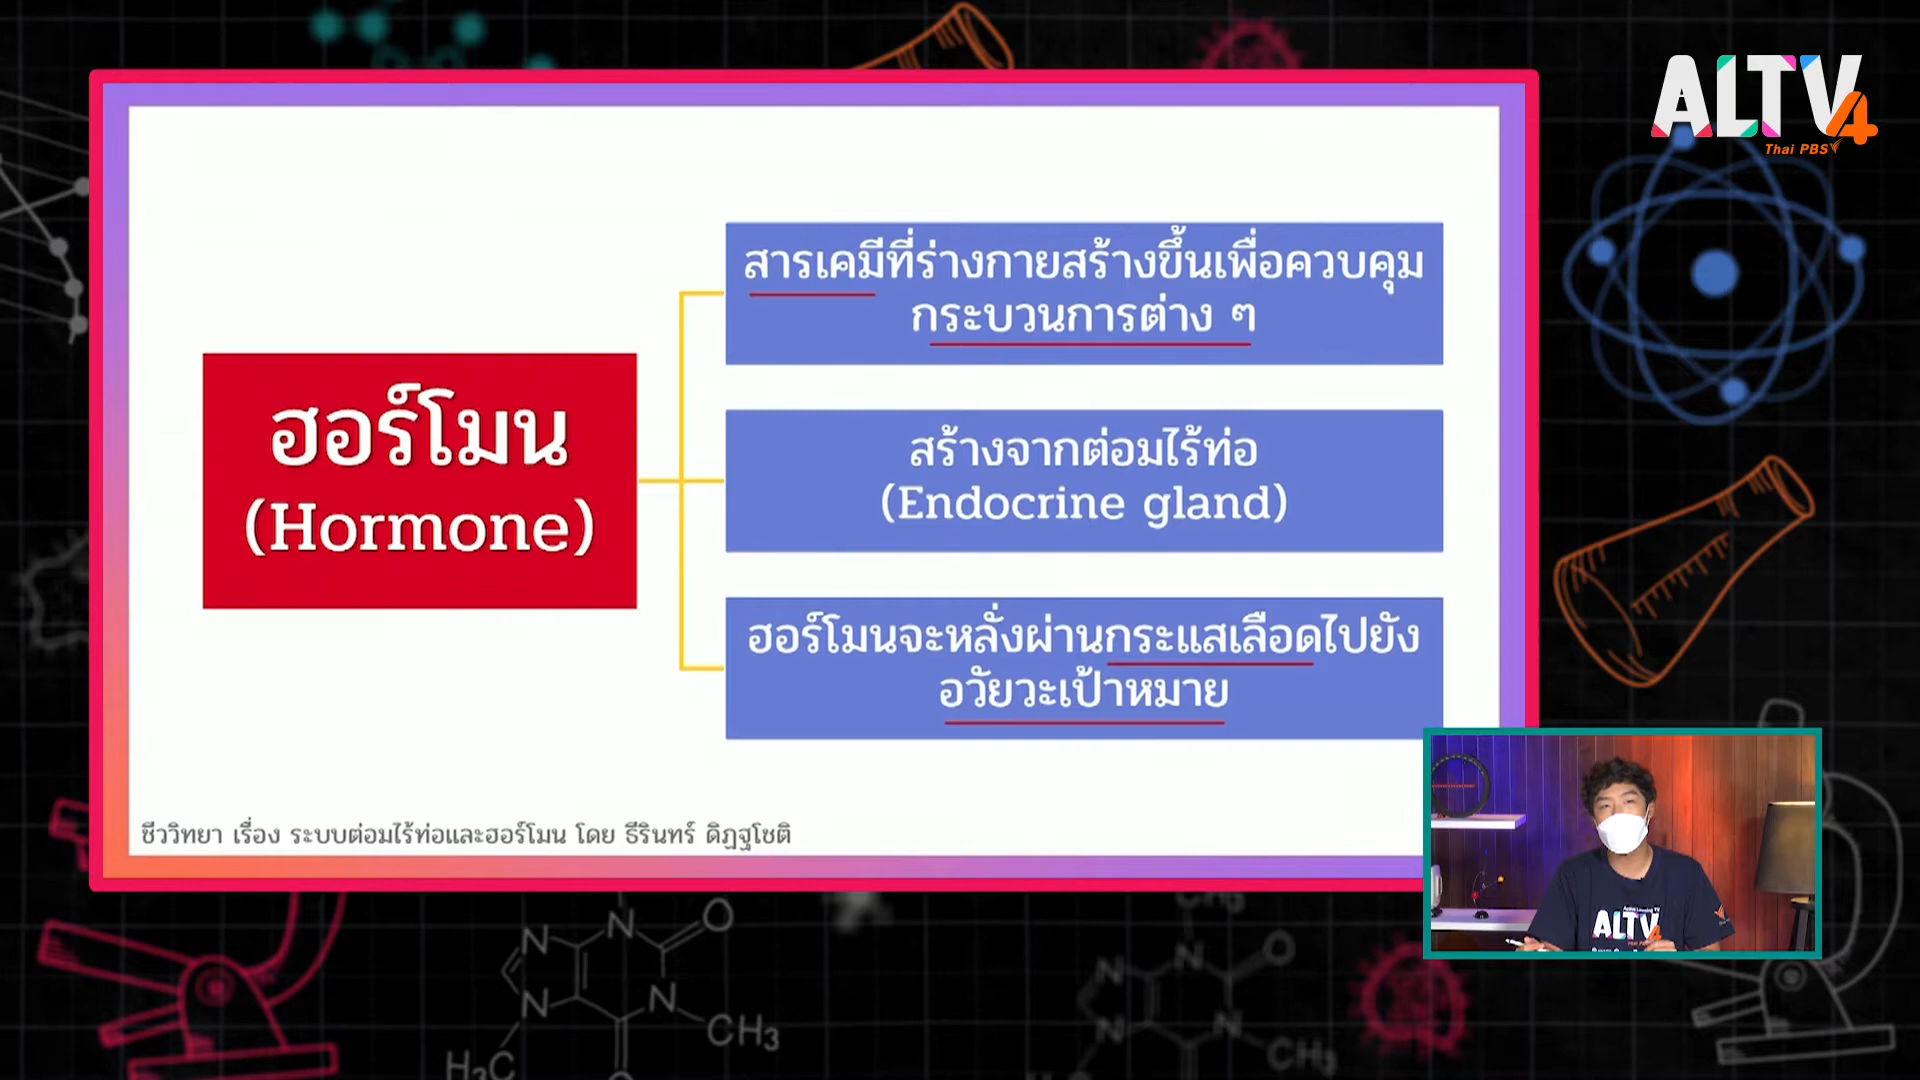 ALTV4
Thai PBS
ฮอร์โมน
(Hormone)
สารเคมีที่ร่างกายสร้างขึ้นเพื่อควบคุม
กระบวนการต่าง ๆ
สร้างจากต่อมไร้ท่อ
(Endocrine gland)
ฮอร์โมนจะหลั่งผ่านกระแสเลือดไปยัง
อวัยวะเป้าหมาย
ชีววิทยา เรื่อง ระบบต่อมไร้ท่อและฮอร์โมน โดย ธีรินทร์ ดิฏฐโชติ
ALTV4
N
N
O
N
N
CH3
H3C
O
CH3
N
N
O
N
N
CH3